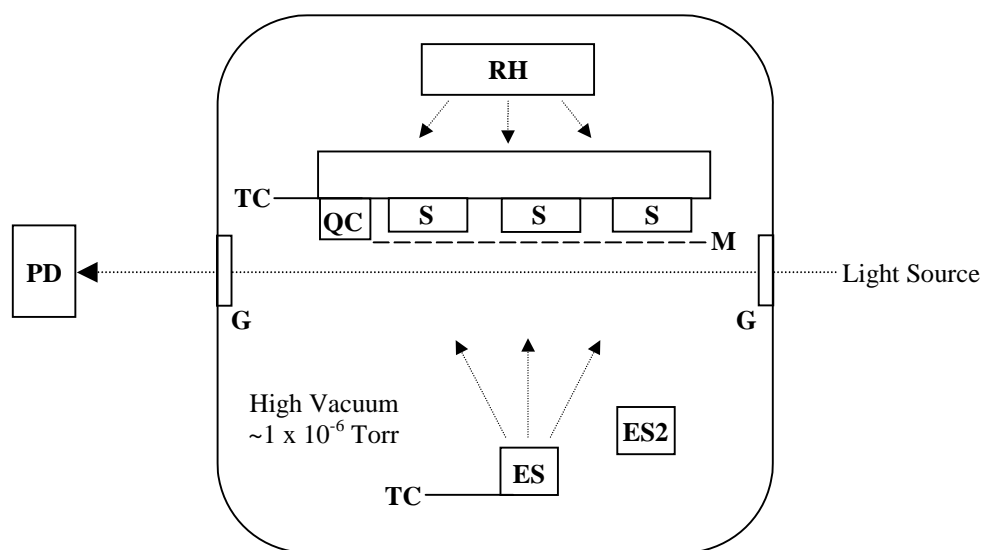 RH
TC
QC
S
S
S
M
PD
Light Source
G
G
High Vacuum
~1 x 10⁻⁶ Torr
ES2
ES
TC